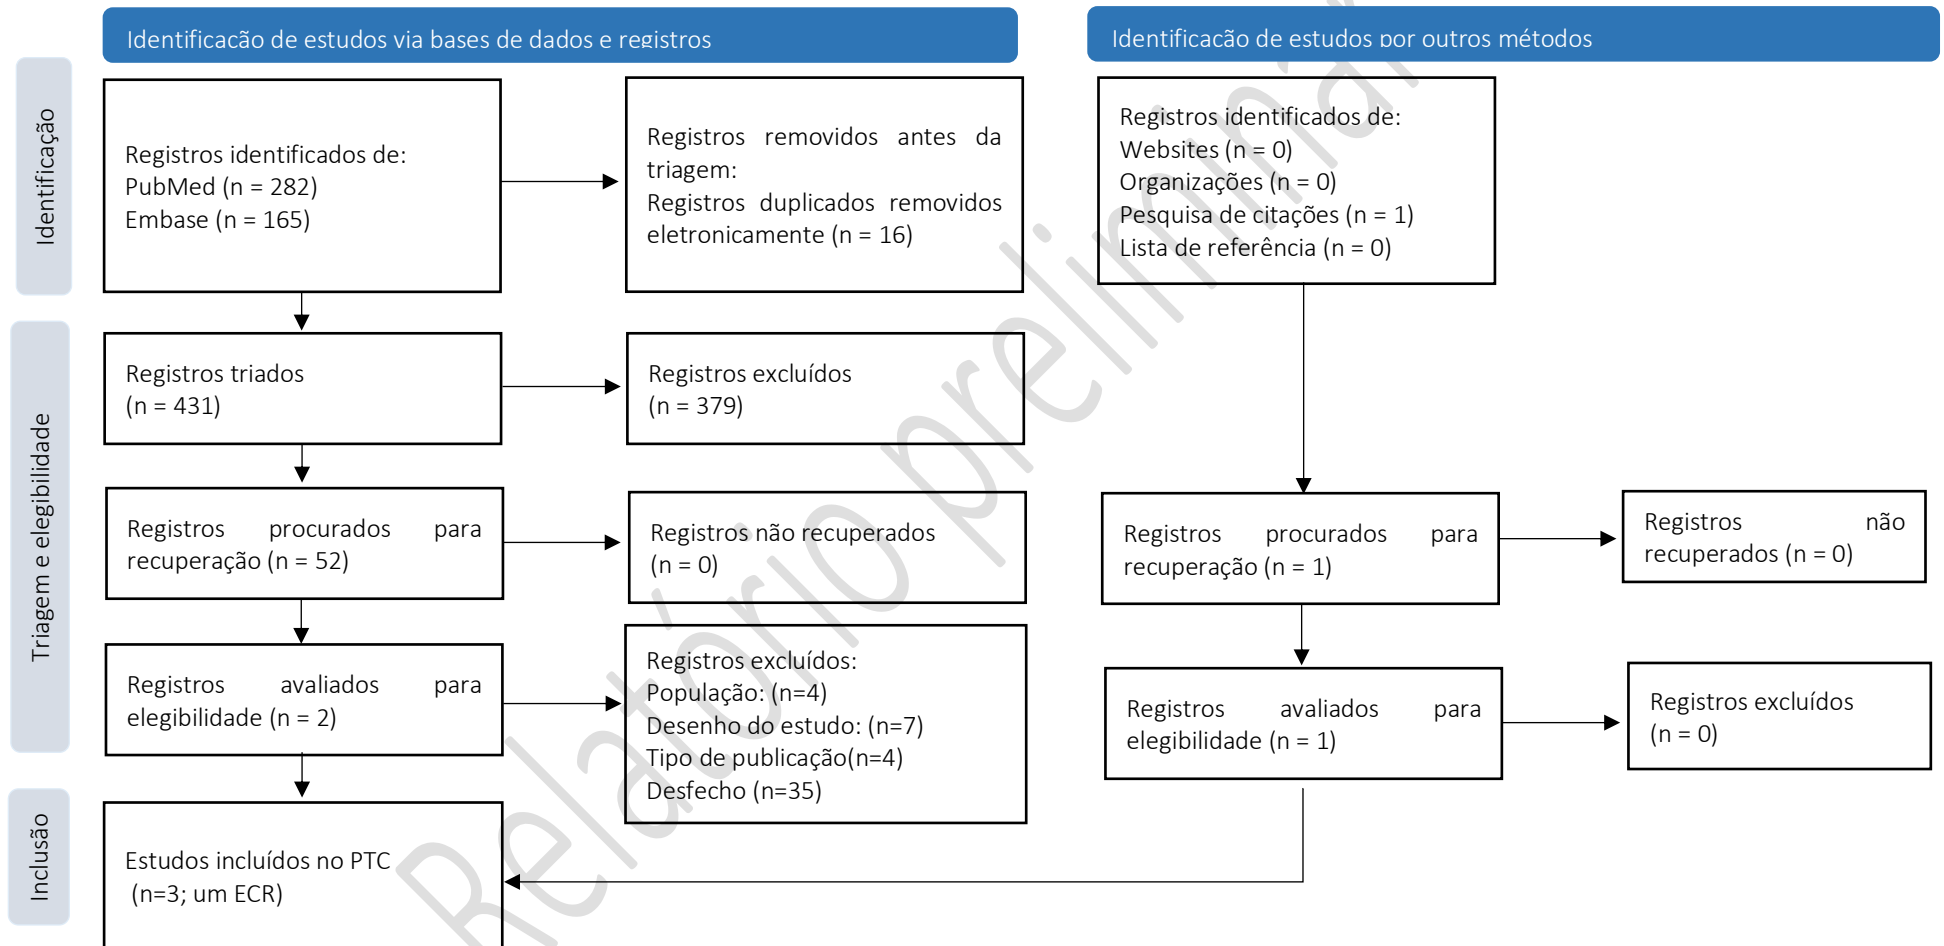 Identificação de estudos via bases de dados e registros
Identificação de estudos por outros métodos
Identificação
Registros identificados de:
PubMed (n = 282)
Embase (n = 165)
Registros removidos antes da
triagem:
Registros duplicados removidos
eletronicamente (n = 16)
Registros identificados de:
Websites (n = 0)
Organizações (n = 0)
Pesquisa de citações (n = 1)
Lista de referência (n = 0)
Triagem e elegibilidade
Registros triados
(n = 431)
Registros excluídos
(n = 379)
Registros procurados para
recuperação (n = 52)
Registros não recuperados
(n = 0)
Registros procurados para
recuperação (n = 1)
Registros não
recuperados (n = 0)
Registros avaliados para
elegibilidade (n = 2)
Registros excluídos:
População: (n=4)
Desenho do estudo: (n=7)
Tipo de publicação(n=4)
Desfecho (n=35)
Registros avaliados para
elegibilidade (n = 1)
Registros excluídos
(n = 0)
Inclusão
Estudos incluídos no PTC
(n=3; um ECR)
Relatório preliminar